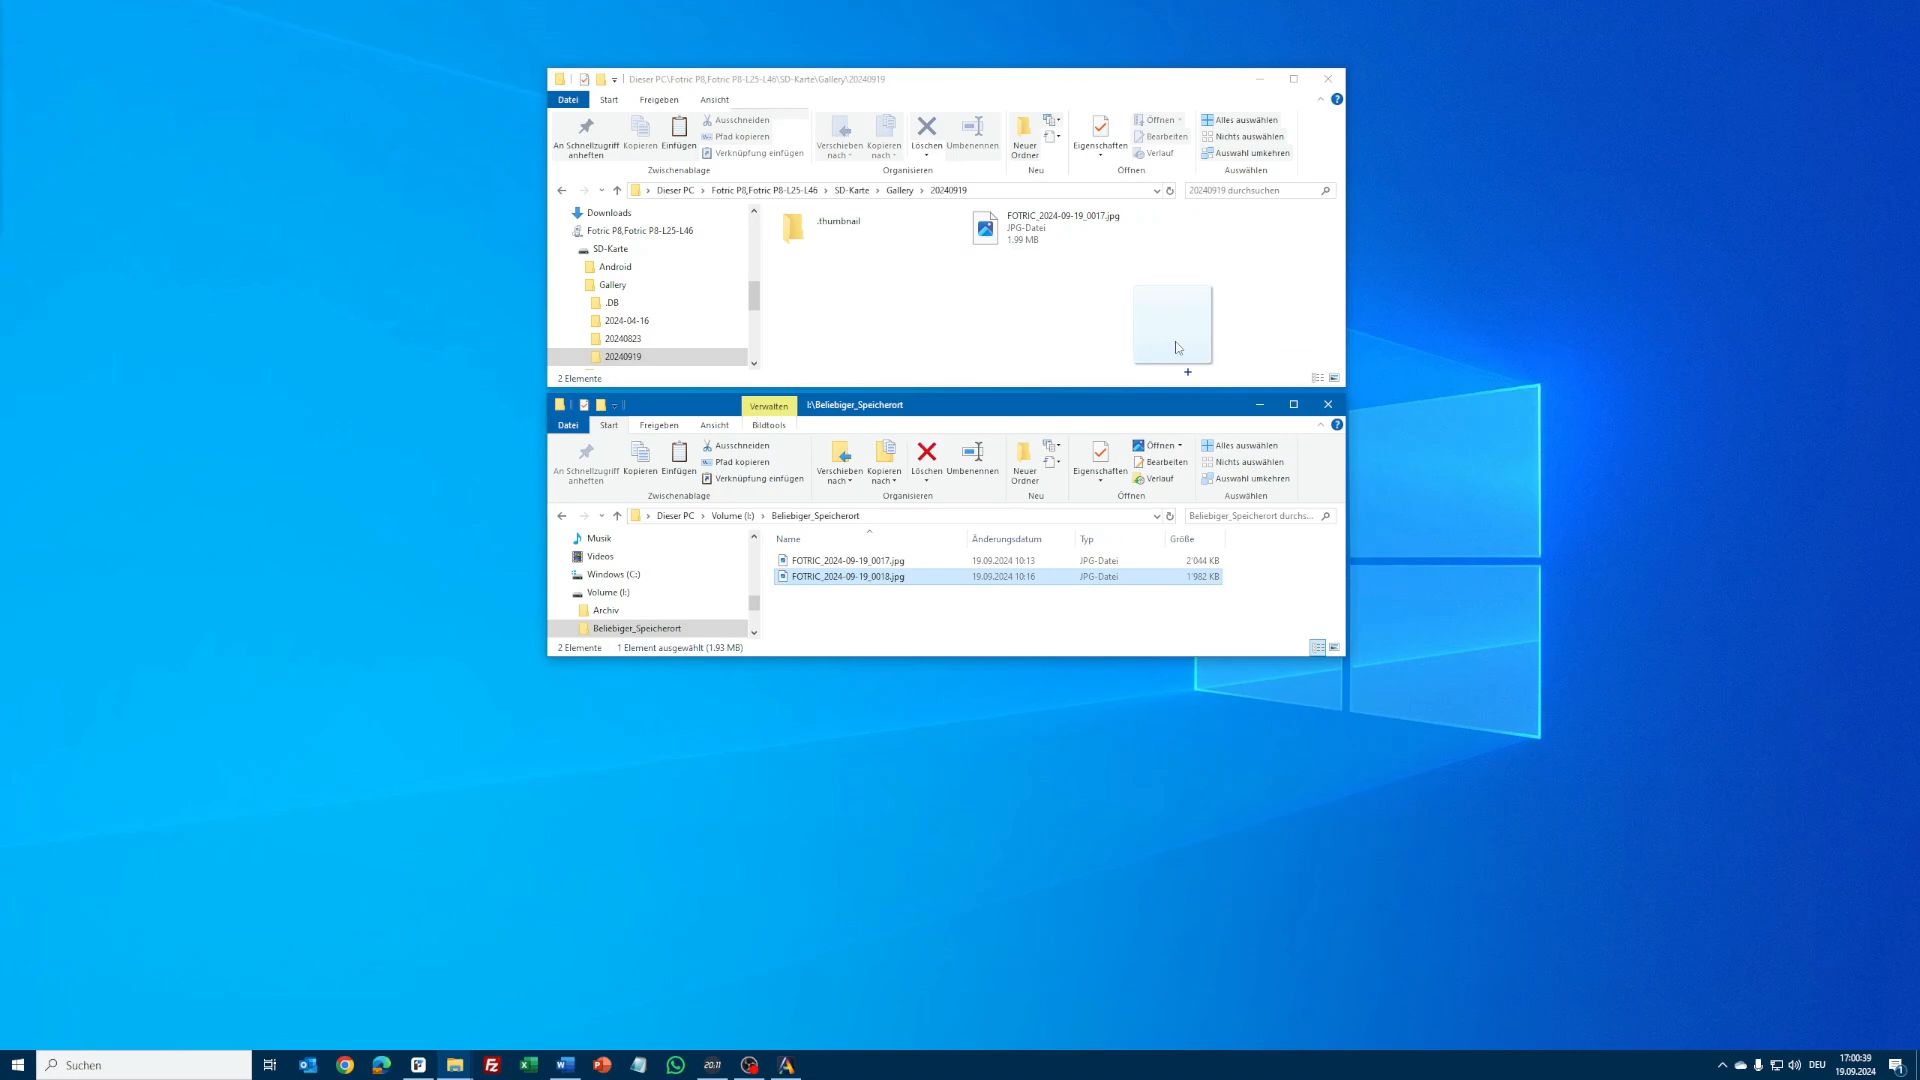 Dieser PC\Fotric P8,Fotric P8-L25-L46\SD-Karte\Gallery\20240919
Datei Start Freigeben Ansicht
An Schnellzugriff anheften
Kopieren
Einfügen
Ausschneiden
Pfad kopieren
Verknüpfung einfügen
Verschieben nach
Kopieren nach
Löschen
Umbenennen
Neuer Ordner
Eigenschaften
Öffnen
Bearbeiten
Verlauf
Alles auswählen
Nichts auswählen
Auswahl umkehren
Zwischenablage Organisieren Neu Öffnen Auswählen
Dieser PC Fotric P8,Fotric P8-L25-L46 SD-Karte Gallery 20240919
20240919 durchsuchen
Downloads
Fotric P8,Fotric P8-L25-L46
SD-Karte
Android
Gallery
.DB
2024-04-16
20240823
20240919
.thumbnail
FOTRIC_2024-09-19_0017.jpg
JPG-Datei
1.99 MB
2 Elemente
Verwalten I:\Beliebiger_Speicherort
Datei Start Freigeben Ansicht Bildtools
An Schnellzugriff anheften
Kopieren
Einfügen
Ausschneiden
Pfad kopieren
Verknüpfung einfügen
Verschieben nach
Kopieren nach
Löschen
Umbenennen
Neuer Ordner
Eigenschaften
Öffnen
Bearbeiten
Verlauf
Alles auswählen
Nichts auswählen
Auswahl umkehren
Zwischenablage Organisieren Neu Öffnen Auswählen
Dieser PC Volume (I:) Beliebiger_Speicherort
Beliebiger_Speicherort durchs...
Musik
Videos
Windows (C:)
Volume (I:)
Archiv
Beliebiger_Speicherort
Name Änderungsdatum Typ Größe
FOTRIC_2024-09-19_0017.jpg 19.09.2024 10:13 JPG-Datei 2'044 KB
FOTRIC_2024-09-19_0018.jpg 19.09.2024 10:16 JPG-Datei 1'982 KB
2 Elemente 1 Element ausgewählt (1.93 MB)
Suchen
20:11
DEU
17:00:39
19.09.2024